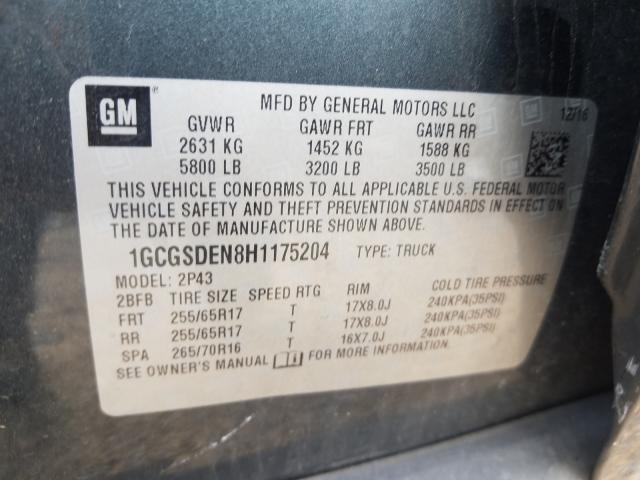 GM
MFD BY GENERAL MOTORS LLC
12/16
GVWR GAWR FRT GAWR RR
2631 KG 1452 KG 1588 KG
5800 LB 3200 LB 3500 LB
THIS VEHICLE CONFORMS TO ALL APPLICABLE U.S. FEDERAL MOTOR
VEHICLE SAFETY AND THEFT PREVENTION STANDARDS IN EFFECT ON
THE DATE OF MANUFACTURE SHOWN ABOVE.
1GCGSDEN8H1175204 TYPE: TRUCK
MODEL: 2P43
2BFB TIRE SIZE SPEED RTG RIM COLD TIRE PRESSURE
FRT 255/65R17 T 17X8.0J 240KPA(35PSI)
RR 255/65R17 T 17X8.0J 240KPA(35PSI)
SPA 265/70R16 T 16X7.0J 240KPA(35PSI)
SEE OWNER'S MANUAL FOR MORE INFORMATION.